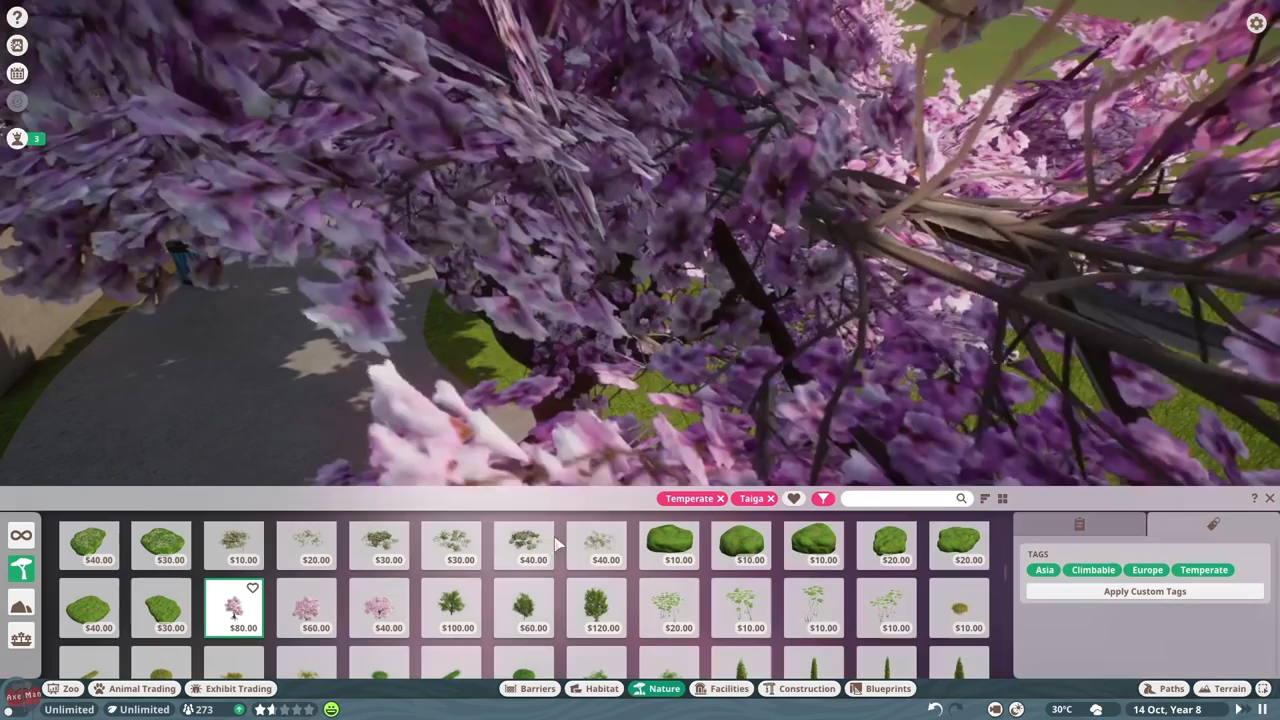 3
Temperate
Taiga
$40.00 $30.00 $10.00 $20.00 $30.00 $30.00 $40.00 $40.00 $10.00 $10.00 $10.00 $20.00 $20.00
TAGS
Asia Climbable Europe Temperate
Apply Custom Tags
$40.00 $30.00 $80.00 $60.00 $40.00 $100.00 $60.00 $120.00 $20.00 $10.00 $10.00 $10.00 $10.00
Axe Man
Zoo Animal Trading Exhibit Trading Barriers Habitat Nature Facilities Construction Blueprints Paths Terrain
Unlimited Unlimited 273 30°C 14 Oct, Year 8